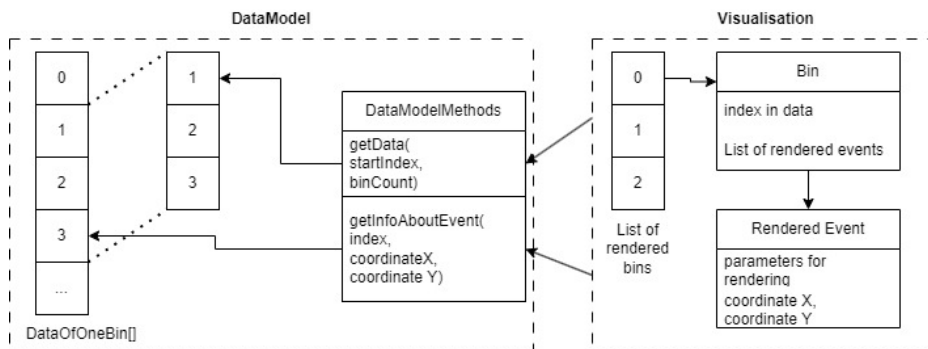 DataModel
Visualisation
0
1
2
3
...
DataOfOneBin[]
1
2
3
DataModelMethods
getData(
startIndex,
binCount)
getInfoAboutEvent(
index,
coordinateX,
coordinate Y)
0
1
2
List of
rendered
bins
Bin
index in data
List of rendered events
Rendered Event
parameters for
rendering
coordinate X,
coordinate Y